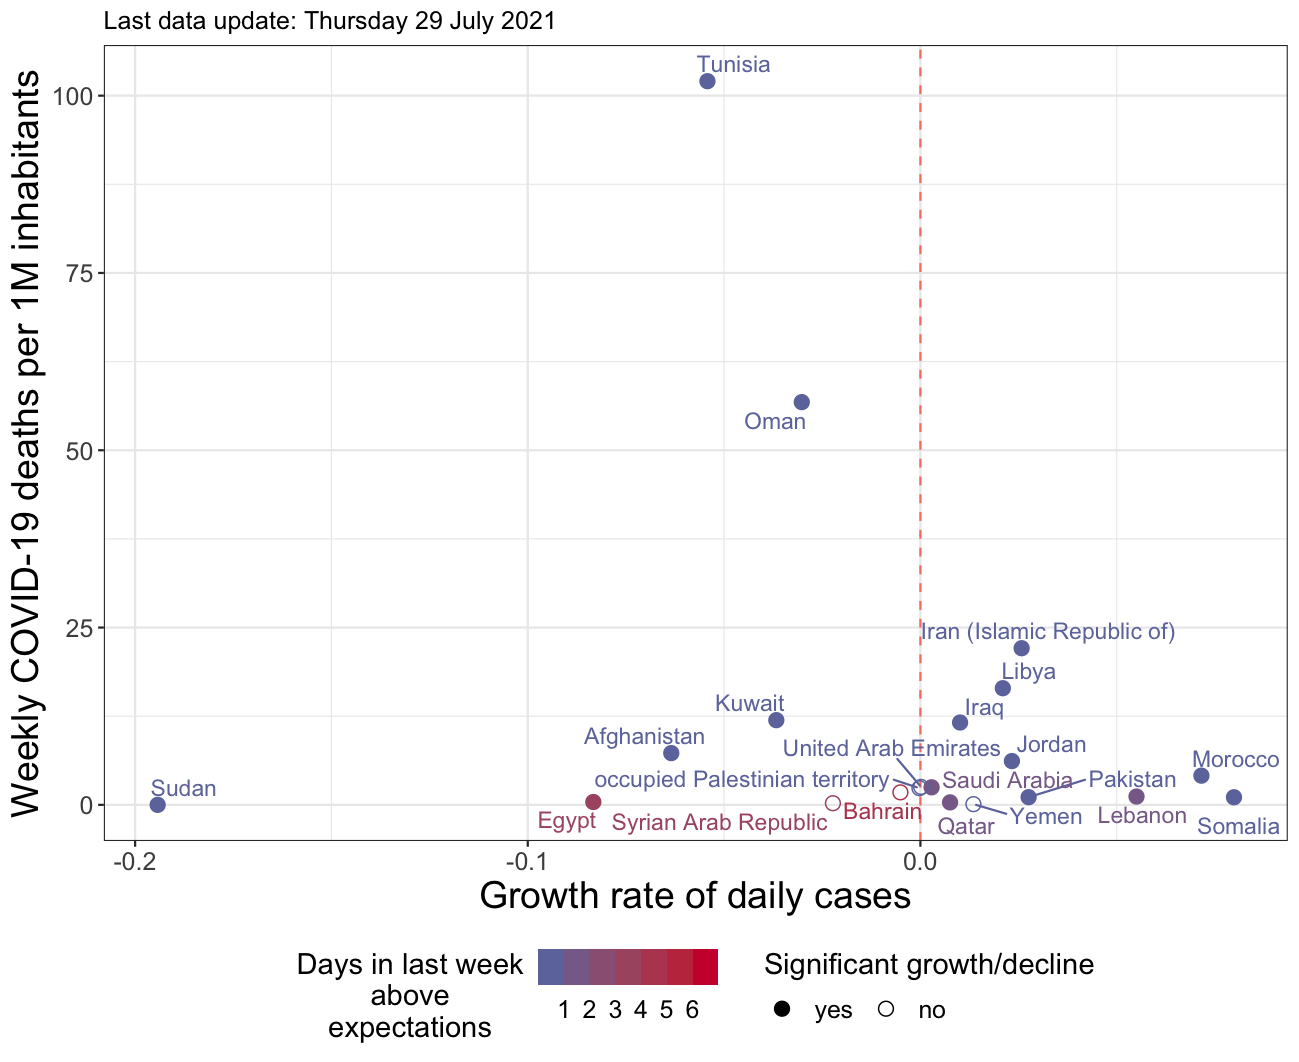 Last data update: Thursday 29 July 2021
Weekly COVID-19 deaths per 1M inhabitants
100
75
50
25
0
Tunisia
Oman
Iran (Islamic Republic of)
Libya
Kuwait
Iraq
Afghanistan
United Arab Emirates
Jordan
Morocco
occupied Palestinian territory
Saudi Arabia
Pakistan
Sudan
Egypt
Syrian Arab Republic
Bahrain
Qatar
Yemen
Lebanon
Somalia
-0.2
-0.1
0.0
Growth rate of daily cases
Days in last week
above
expectations
1 2 3 4 5 6
Significant growth/decline
yes
no